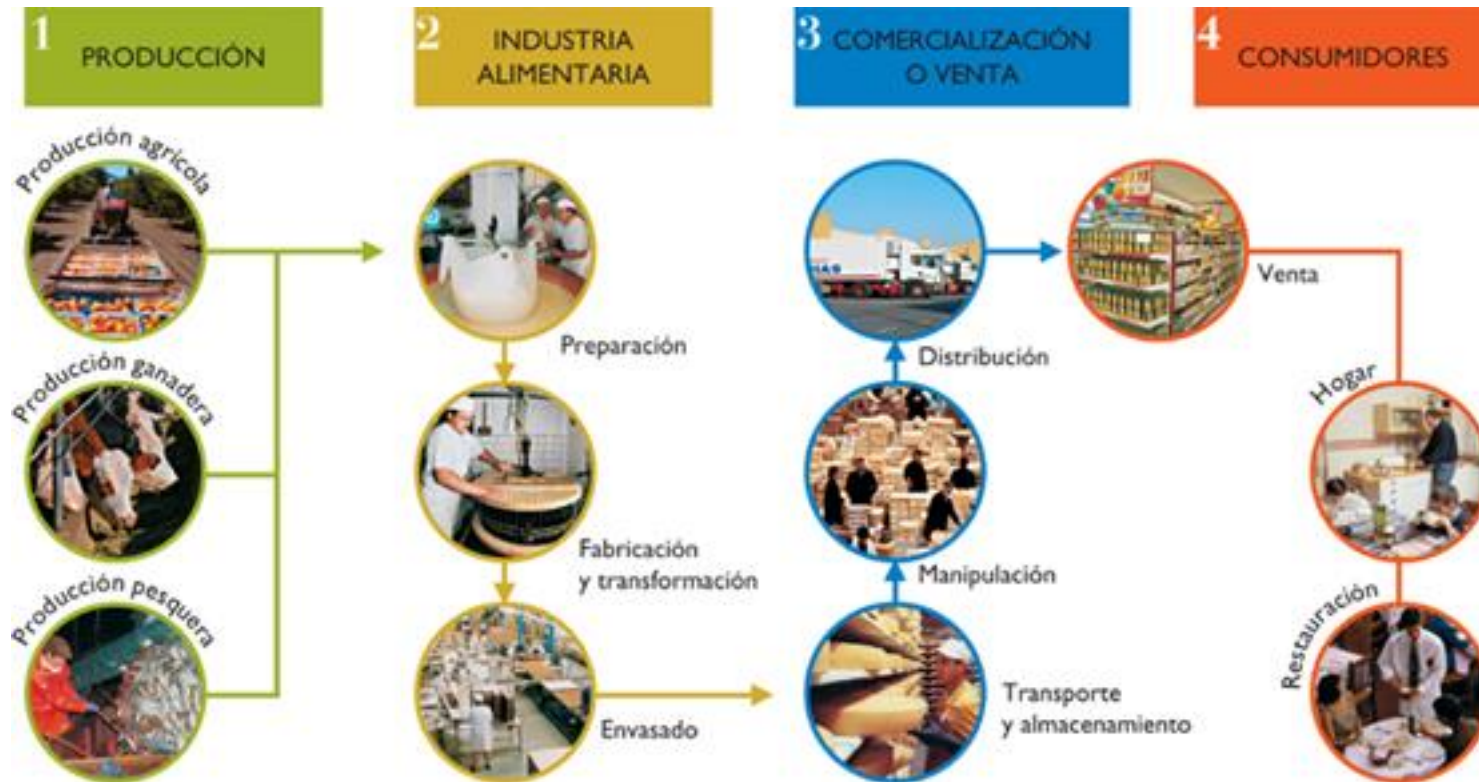 1
PRODUCCIÓN
2
INDUSTRIA
ALIMENTARIA
3
COMERCIALIZACIÓN
O VENTA
4
CONSUMIDORES
Producción agrícola
Producción ganadera
Producción pesquera
Preparación
Fabricación
y transformación
Envasado
Transporte
y almacenamiento
Manipulación
Distribución
Venta
Hogar
Restauración